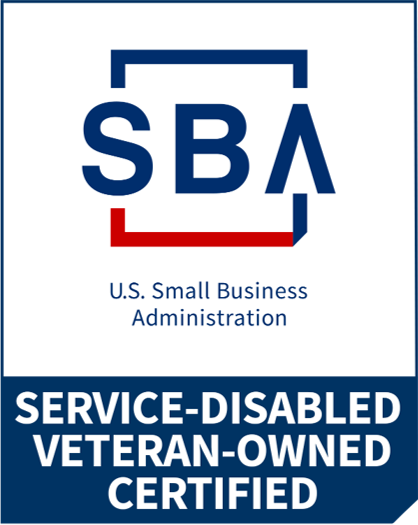 SBA
U.S. Small Business
Administration
SERVICE-DISABLED
VETERAN-OWNED
CERTIFIED